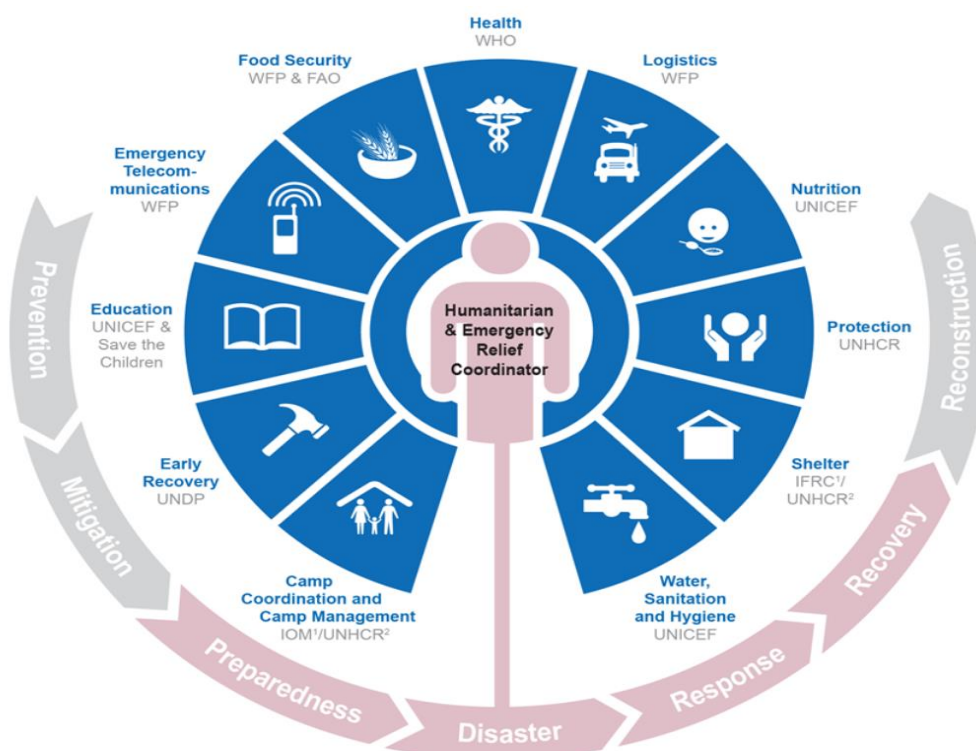 Health
WHO
Food Security
WFP & FAO
Logistics
WFP
Emergency
Telecom-
munications
WFP
Nutrition
UNICEF
Education
UNICEF &
Save the
Children
Humanitarian
& Emergency
Relief
Coordinator
Protection
UNHCR
Early
Recovery
UNDP
Shelter
IFRC¹/
UNHCR²
Camp
Coordination and
Camp Management
IOM¹/UNHCR²
Water,
Sanitation
and Hygiene
UNICEF
Prevention
Mitigation
Preparedness
Disaster
Response
Recovery
Reconstruction